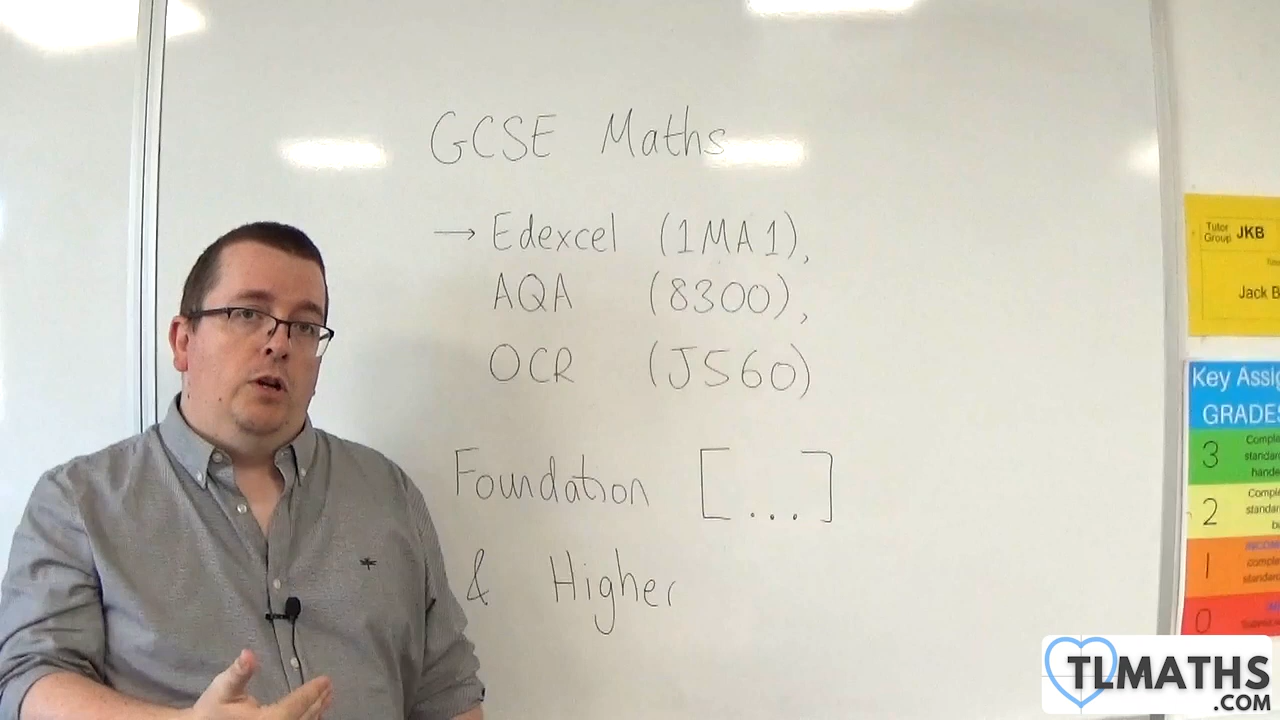 GCSE Maths
→ Edexcel (1MA1),
AQA (8300),
OCR (J560)
Foundation [...]
& Higher
Tutor Group JKB
Jack B
Key Assig
GRADES
3
2
1
0
TLMATHS
.COM